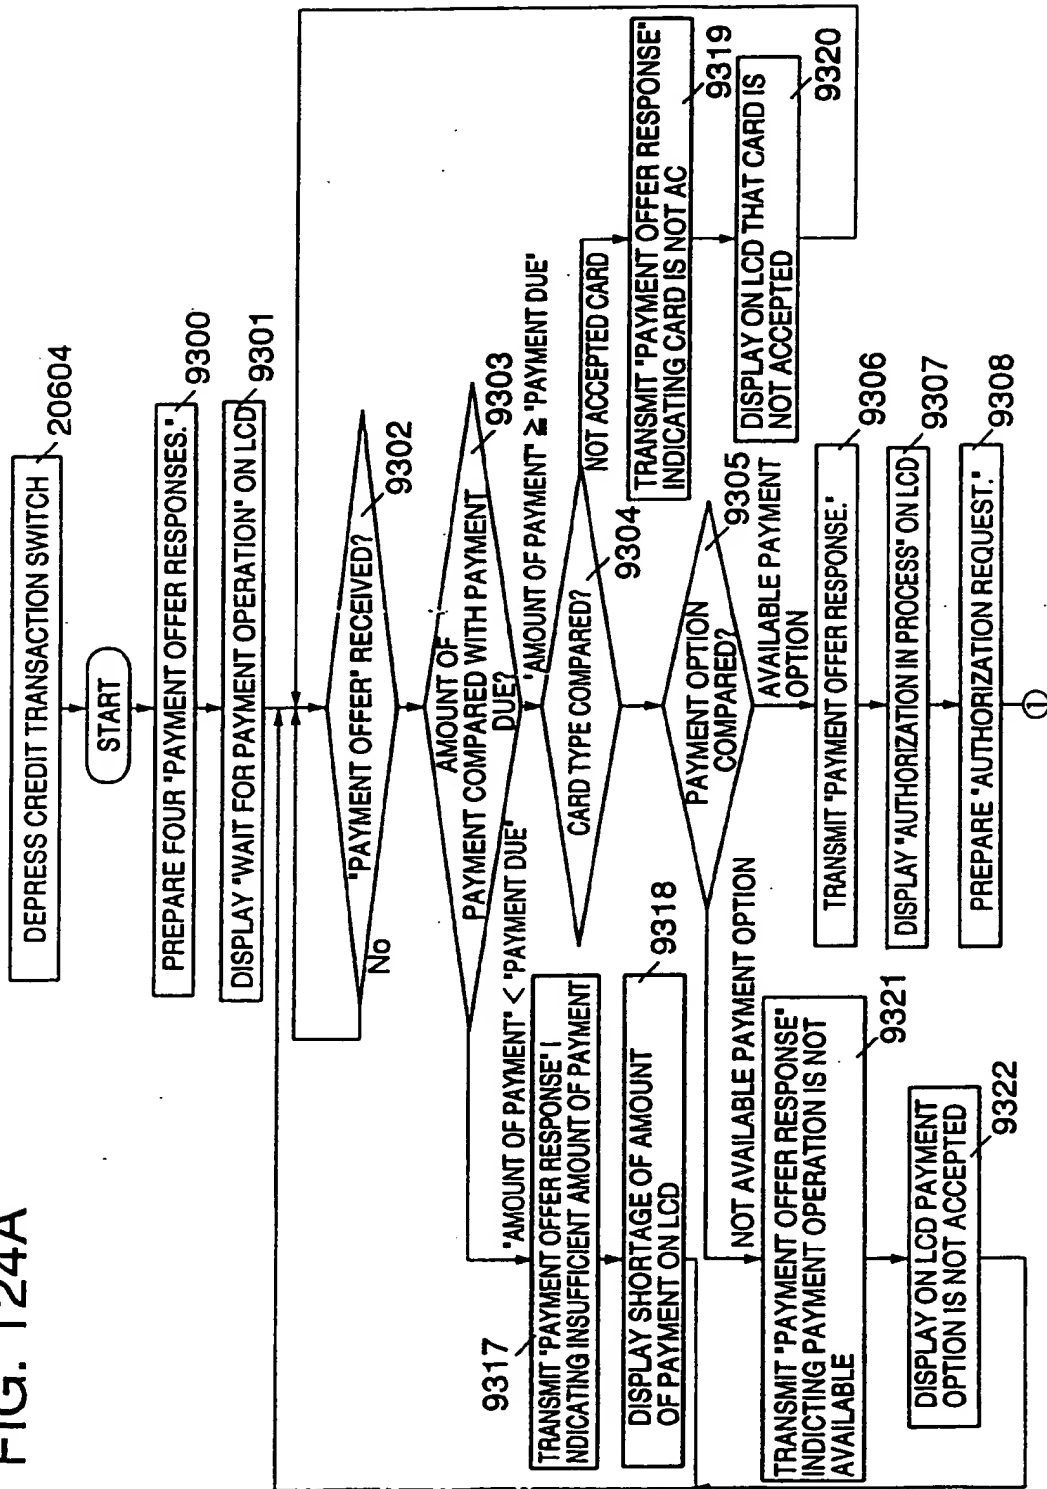 FIG. 124A
DEPRESS CREDIT TRANSACTION SWITCH
20604
START
PREPARE FOUR "PAYMENT OFFER RESPONSES."
9300
DISPLAY "WAIT FOR PAYMENT OPERATION" ON LCD
9301
"PAYMENT OFFER" RECEIVED?
9302
No
AMOUNT OF
PAYMENT COMPARED WITH PAYMENT
DUE?
9303
"AMOUNT OF PAYMENT" < "PAYMENT DUE"
"AMOUNT OF PAYMENT" ≧ "PAYMENT DUE"
9317
TRANSMIT "PAYMENT OFFER RESPONSE" I
NDICATING INSUFFICIENT AMOUNT OF PAYMENT
DISPLAY SHORTAGE OF AMOUNT
OF PAYMENT ON LCD
9318
CARD TYPE COMPARED?
9304
NOT ACCEPTED CARD
TRANSMIT "PAYMENT OFFER RESPONSE"
INDICATING CARD IS NOT AC
9319
DISPLAY ON LCD THAT CARD IS
NOT ACCEPTED
9320
PAYMENT OPTION
COMPARED?
9305
NOT AVAILABLE PAYMENT OPTION
AVAILABLE PAYMENT
OPTION
TRANSMIT "PAYMENT OFFER RESPONSE"
INDICTING PAYMENT OPERATION IS NOT
AVAILABLE
9321
DISPLAY ON LCD PAYMENT
OPTION IS NOT ACCEPTED
9322
TRANSMIT "PAYMENT OFFER RESPONSE."
9306
DISPLAY "AUTHORIZATION IN PROCESS" ON LCD
9307
PREPARE "AUTHORIZATION REQUEST."
9308
1